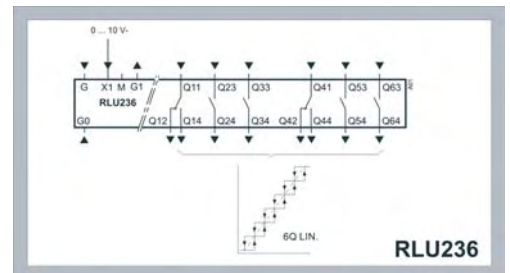 0 ... 10 V-
G X1 M G1 Q11 Q23 Q33 Q41 Q53 Q63
RLU236
G0 Q12 Q14 Q24 Q34 Q42 Q44 Q54 Q64
6Q LIN.
RLU236